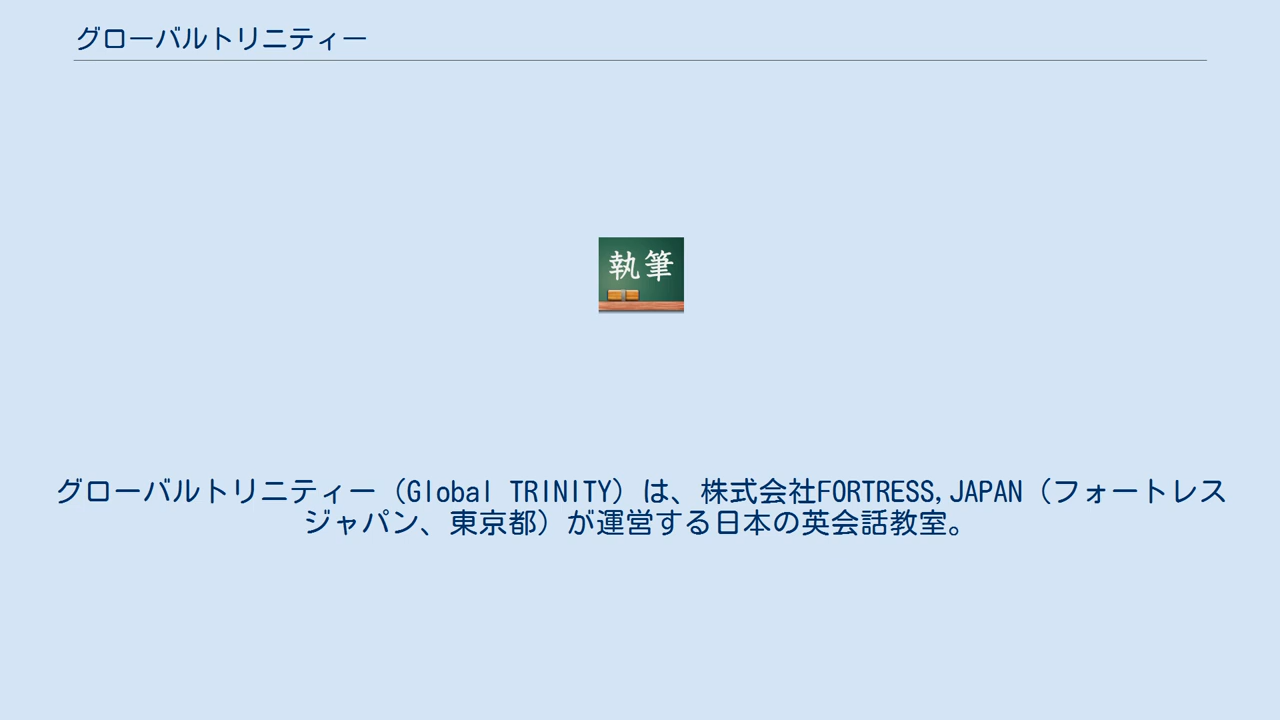 グローバルトリニティー
執筆
グローバルトリニティー（Global TRINITY）は、株式会社FORTRESS,JAPAN（フォートレス
ジャパン、東京都）が運営する日本の英会話教室。